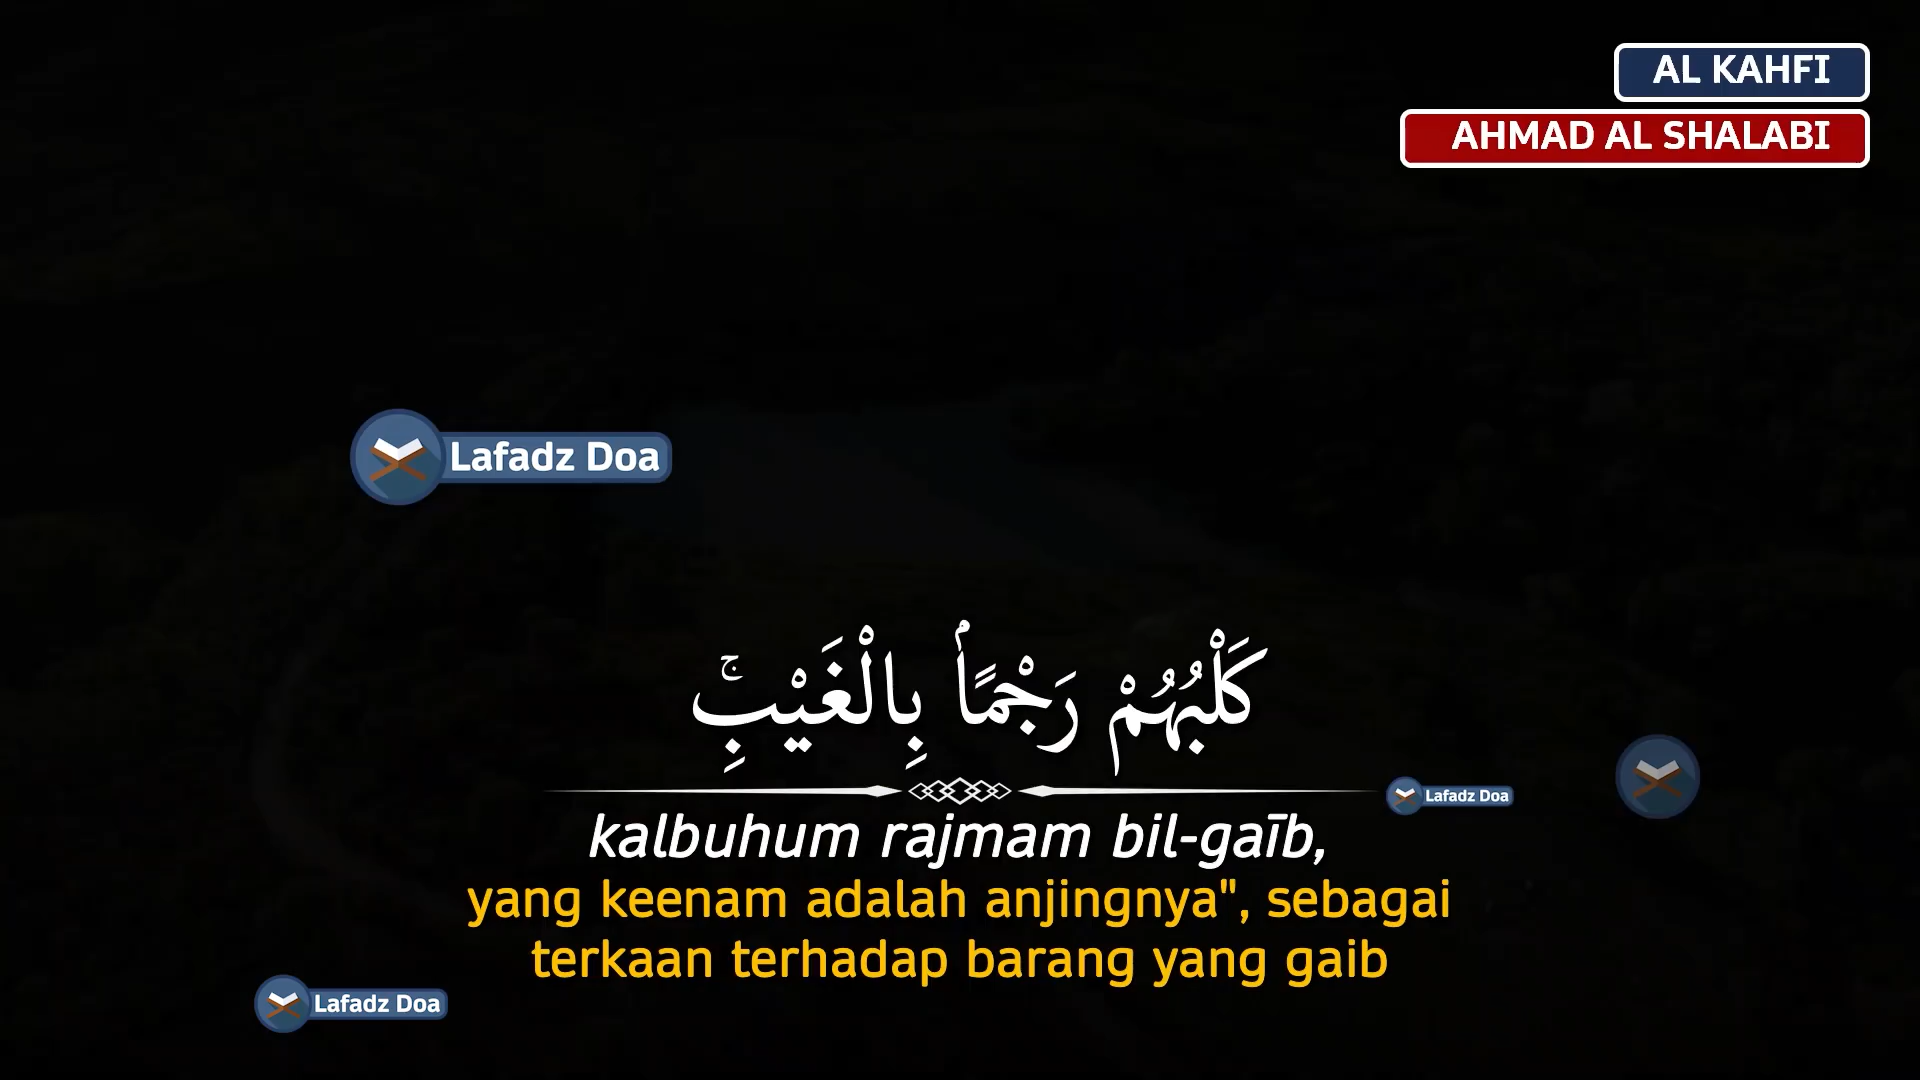 AL KAHFI
AHMAD AL SHALABI
Lafadz Doa
كَلْبُهُمْ رَجْمًاۢ بِالْغَيْبِۚ
Lafadz Doa
kalbuhum rajmam bil-gaīb,
yang keenam adalah anjingnya", sebagai
terkaan terhadap barang yang gaib
Lafadz Doa